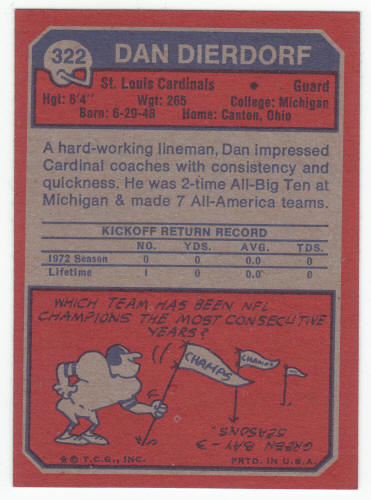 322
DAN DIERDORF
St. Louis Cardinals • Guard
Hgt: 6'4" Wgt: 265 College: Michigan
Born: 6-29-48 Home: Canton, Ohio
A hard-working lineman, Dan impressed
Cardinal coaches with consistency and
quickness. He was 2-time All-Big Ten at
Michigan & made 7 All-America teams.
KICKOFF RETURN RECORD
NO. YDS. AVG. TDS.
1972 Season 0 0 0.0 0
Lifetime 1 0 0.0 0
WHICH TEAM HAS BEEN NFL
CHAMPIONS THE MOST CONSECUTIVE
YEARS?
CHAMPS
CHAMPS
GREEN BAY - 3
SEASONS.
★© T.C.G., INC. PRTD. IN U.S.A.